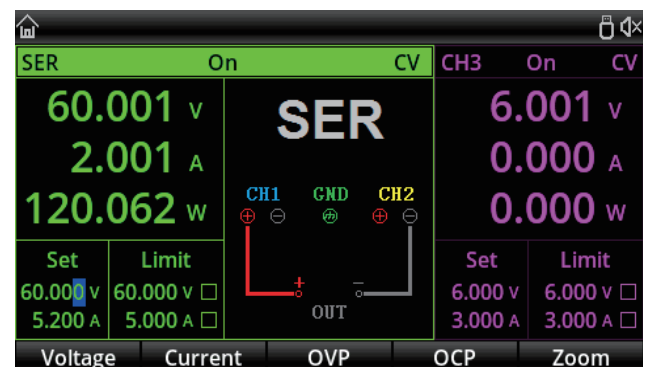 SER On CV CH3 On CV
60.001 V SER 6.001 V
2.001 A 0.000 A
CH1 GND CH2
120.062 W 0.000 W
Set Limit Set Limit
60.000 V 60.000 V 6.000 V 6.000 V
+ −
OUT
5.200 A 5.000 A 3.000 A 3.000 A
Voltage Current OVP OCP Zoom